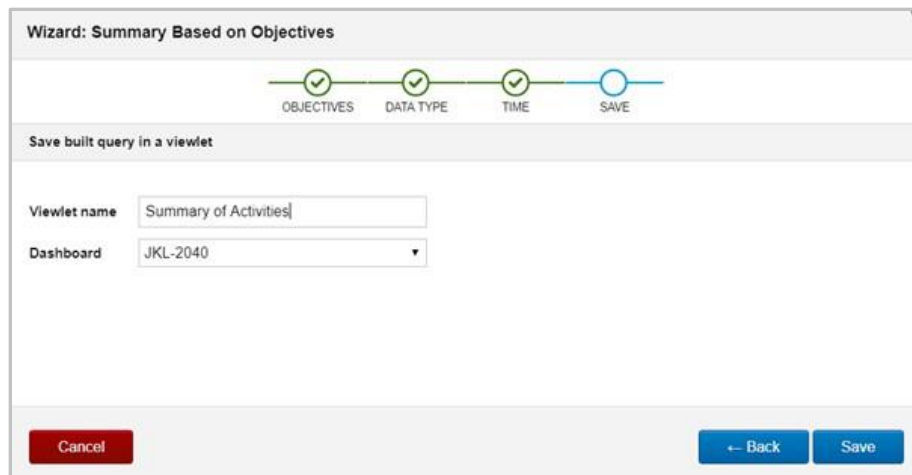 Wizard: Summary Based on Objectives
OBJECTIVES DATA TYPE TIME SAVE
Save built query in a viewlet
Viewlet name Summary of Activities
Dashboard JKL-2040
Cancel ← Back Save